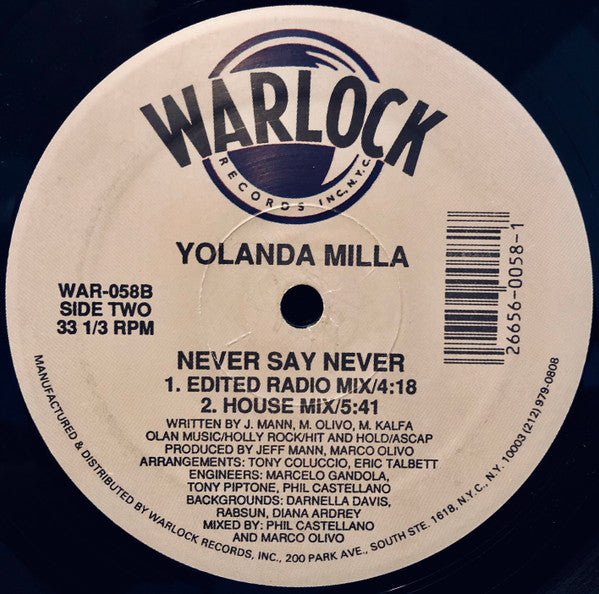 WARLOCK
RECORDS INC., N.Y.C.
YOLANDA MILLA
WAR-058B
SIDE TWO
33 1/3 RPM
26656-0058-1
NEVER SAY NEVER
1. EDITED RADIO MIX/4:18
2. HOUSE MIX/5:41
WRITTEN BY J. MANN, M. OLIVO, M. KALFA
OLAN MUSIC/HOLLY ROCK/HIT AND HOLD/ASCAP
PRODUCED BY JEFF MANN, MARCO OLIVO
ARRANGEMENTS: TONY COLUCCIO, ERIC TALBETT
ENGINEERS: MARCELO GANDOLA,
TONY PIPTONE, PHIL CASTELLANO
BACKGROUNDS: DARNELLA DAVIS,
RABSUN, DIANA ARDREY
MIXED BY: PHIL CASTELLANO
AND MARCO OLIVO
MANUFACTURED & DISTRIBUTED BY WARLOCK RECORDS, INC., 200 PARK AVE., SOUTH STE. 1618, N.Y.C., N.Y. 10003 (212) 979-0808